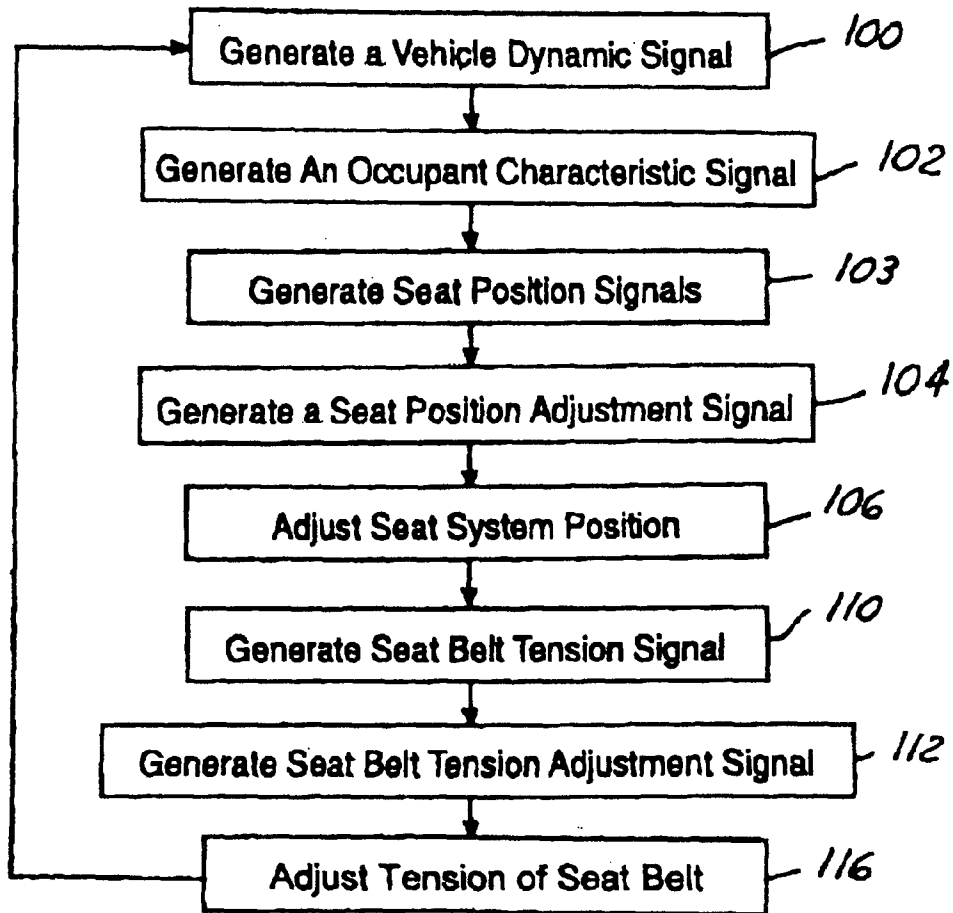 Generate a Vehicle Dynamic Signal 100
Generate An Occupant Characteristic Signal 102
Generate Seat Position Signals 103
Generate a Seat Position Adjustment Signal 104
Adjust Seat System Position 106
Generate Seat Belt Tension Signal 110
Generate Seat Belt Tension Adjustment Signal 112
Adjust Tension of Seat Belt 116